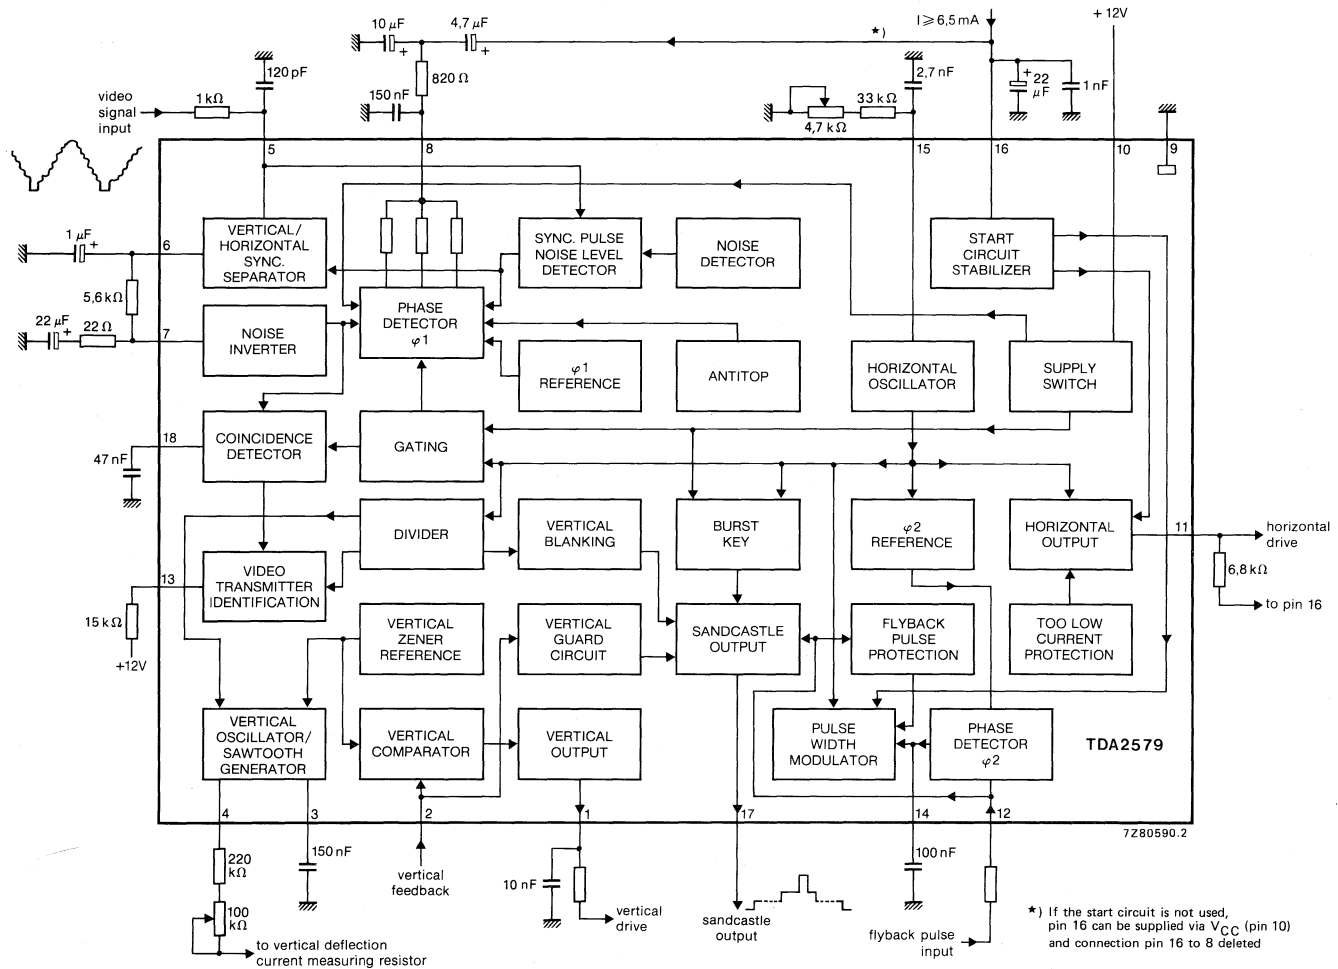 10 µF
4,7 µF
★)
I ⩾ 6,5 mA
+ 12V
+
+
120 pF
820 Ω
2,7 nF
+
22
µF
1 nF
video
signal
input
1 kΩ
150 nF
33 kΩ
4,7 kΩ
5
8
15
16
10
9
1 µF
+
6
VERTICAL/
HORIZONTAL
SYNC.
SEPARATOR
SYNC. PULSE
NOISE LEVEL
DETECTOR
NOISE
DETECTOR
START
CIRCUIT
STABILIZER
5,6 kΩ
22 µF
+
22 Ω
7
NOISE
INVERTER
PHASE
DETECTOR
φ1
φ1
REFERENCE
ANTITOP
HORIZONTAL
OSCILLATOR
SUPPLY
SWITCH
18
47 nF
COINCIDENCE
DETECTOR
GATING
DIVIDER
VERTICAL
BLANKING
BURST
KEY
φ2
REFERENCE
HORIZONTAL
OUTPUT
11
horizontal
drive
6,8 kΩ
to pin 16
13
15 kΩ
+12V
VIDEO
TRANSMITTER
IDENTIFICATION
VERTICAL
ZENER
REFERENCE
VERTICAL
GUARD
CIRCUIT
SANDCASTLE
OUTPUT
FLYBACK
PULSE
PROTECTION
TOO LOW
CURRENT
PROTECTION
VERTICAL
OSCILLATOR/
SAWTOOTH
GENERATOR
VERTICAL
COMPARATOR
VERTICAL
OUTPUT
PULSE
WIDTH
MODULATOR
PHASE
DETECTOR
φ2
TDA2579
4
3
2
1
17
14
12
7Z80590.2
220
kΩ
150 nF
vertical
feedback
10 nF
100 nF
100
kΩ
to vertical deflection
current measuring resistor
vertical
drive
sandcastle
output
flyback pulse
input
★) If the start circuit is not used,
pin 16 can be supplied via VCC (pin 10)
and connection pin 16 to 8 deleted